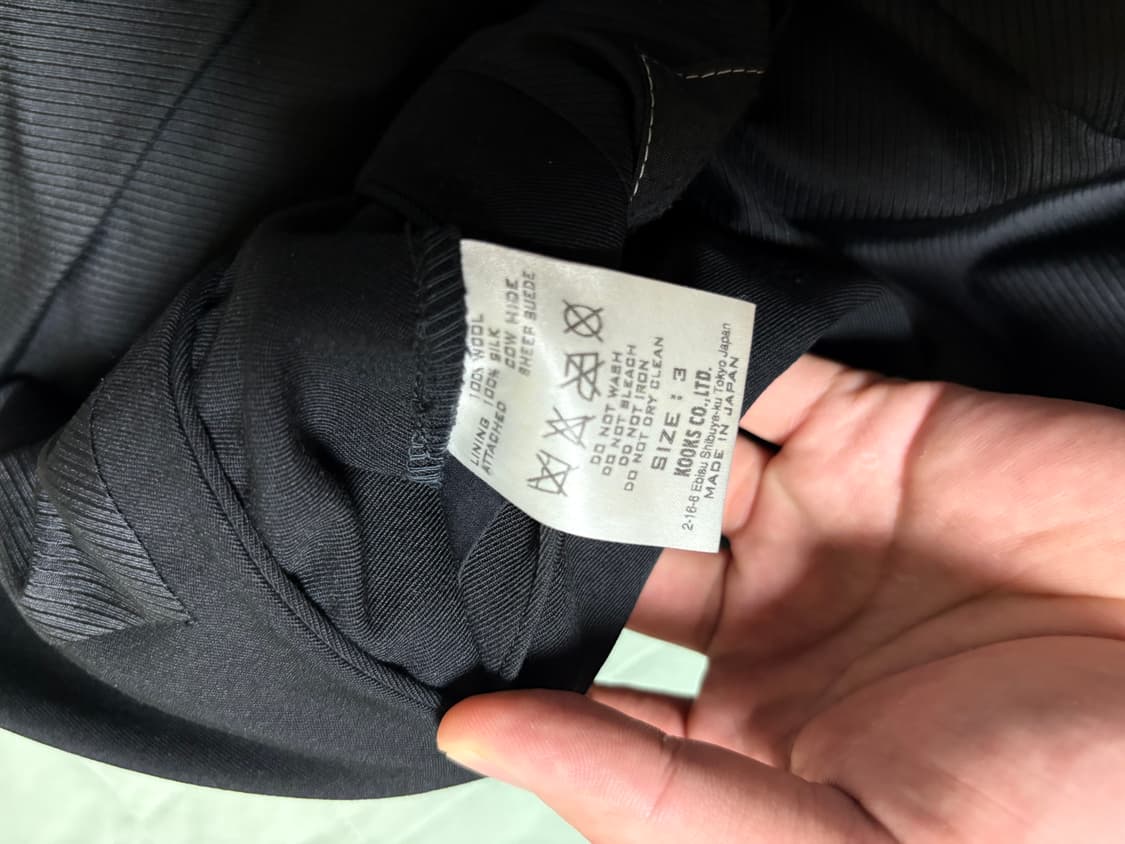 100% WOOL
LINING 100% SILK
ATTACHED COW HIDE
SHEER SUEDE
DO NOT WASH
DO NOT BLEACH
DO NOT IRON
DO NOT DRY CLEAN
SIZE : 3
KOOKS CO.,LTD.
2-16-6 Ebisu Shibuya-ku Tokyo Japan
MADE IN JAPAN